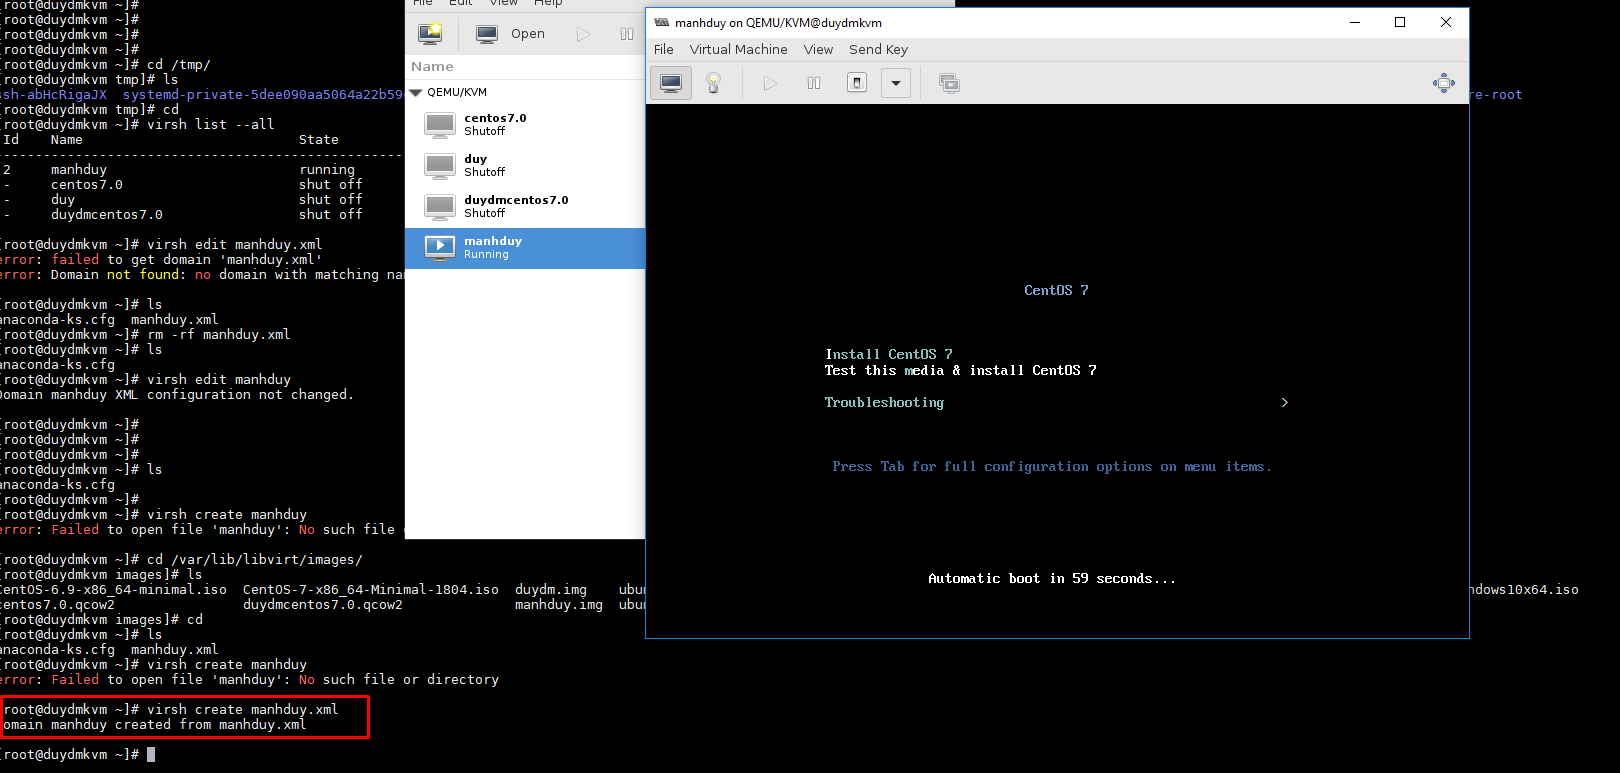 [root@duydmkvm ~]#
[root@duydmkvm ~]#
[root@duydmkvm ~]#
[root@duydmkvm ~]#
[root@duydmkvm ~]# cd /tmp/
[root@duydmkvm tmp]# ls
ssh-abHcRigaJX systemd-private-5dee090aa5064a22b59
re-root
[root@duydmkvm tmp]# cd
[root@duydmkvm ~]# virsh list --all
Id Name State
--------------------------------------------------
2 manhduy running
- centos7.0 shut off
- duy shut off
- duydmcentos7.0 shut off
[root@duydmkvm ~]# virsh edit manhduy.xml
error: failed to get domain 'manhduy.xml'
error: Domain not found: no domain with matching na
[root@duydmkvm ~]# ls
anaconda-ks.cfg manhduy.xml
[root@duydmkvm ~]# rm -rf manhduy.xml
[root@duydmkvm ~]# ls
anaconda-ks.cfg
[root@duydmkvm ~]# virsh edit manhduy
Domain manhduy XML configuration not changed.
[root@duydmkvm ~]#
[root@duydmkvm ~]#
[root@duydmkvm ~]#
[root@duydmkvm ~]# ls
anaconda-ks.cfg
[root@duydmkvm ~]#
[root@duydmkvm ~]# virsh create manhduy
error: Failed to open file 'manhduy': No such file
[root@duydmkvm ~]# cd /var/lib/libvirt/images/
[root@duydmkvm images]# ls
CentOS-6.9-x86_64-minimal.iso CentOS-7-x86_64-Minimal-1804.iso duydm.img ubu ndows10x64.iso
centos7.0.qcow2 duydmcentos7.0.qcow2 manhduy.img ubu
[root@duydmkvm images]# cd
[root@duydmkvm ~]# ls
anaconda-ks.cfg manhduy.xml
[root@duydmkvm ~]# virsh create manhduy
error: Failed to open file 'manhduy': No such file or directory
root@duydmkvm ~]# virsh create manhduy.xml
omain manhduy created from manhduy.xml
[root@duydmkvm ~]#
File Edit View Help
Open
Name
QEMU/KVM
centos7.0
Shutoff
duy
Shutoff
duydmcentos7.0
Shutoff
manhduy
Running
manhduy on QEMU/KVM@duydmkvm
File Virtual Machine View Send Key
CentOS 7
Install CentOS 7
Test this media & install CentOS 7
Troubleshooting >
Press Tab for full configuration options on menu items.
Automatic boot in 59 seconds...